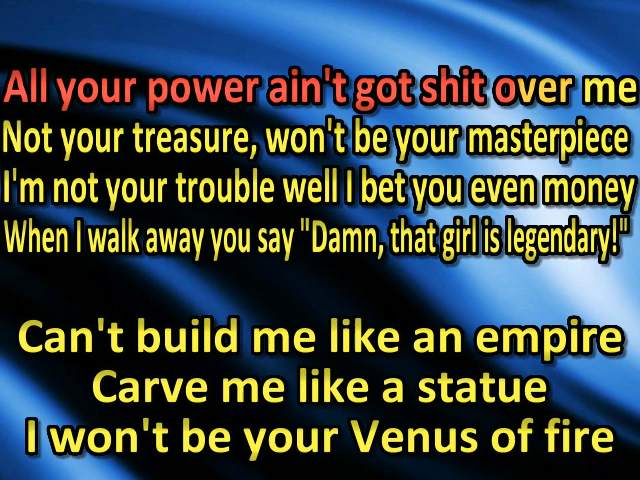 All your power ain't got shit over me
Not your treasure, won't be your masterpiece
I'm not your trouble well I bet you even money
When I walk away you say "Damn, that girl is legendary!"
Can't build me like an empire
Carve me like a statue
I won't be your Venus of fire